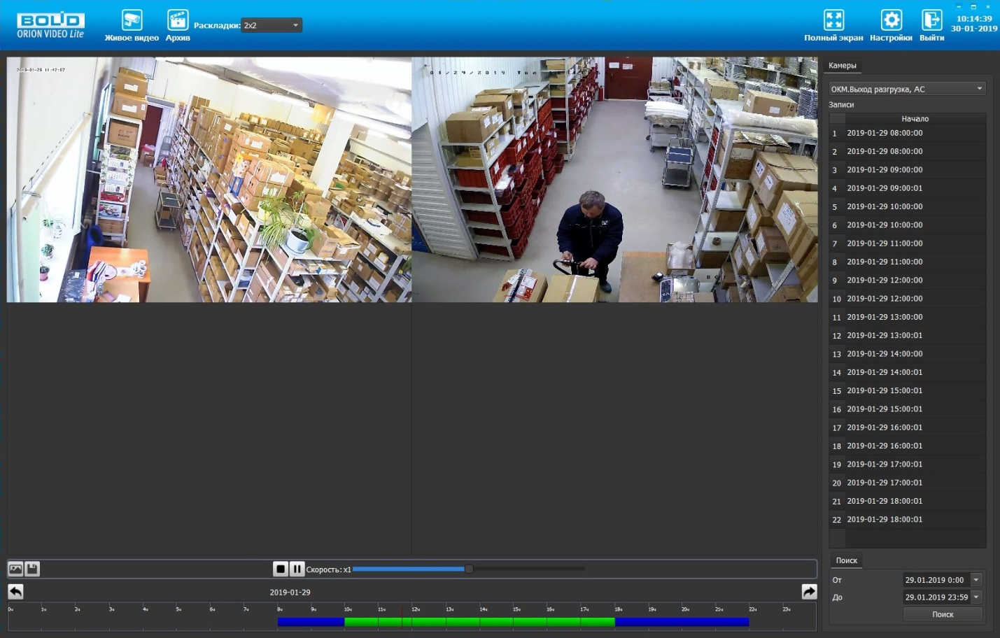 BOLID
ORION VIDEO Lite
Живое видео
Архив
Раскладки: 2x2
Полный экран
Настройки
Выйти
10:14:39
30-01-2019
2019-01-29 11:42:07
01/29/2019 Tue
Камеры
ОКМ.Выход разгрузка, АС
Записи
Начало
1 2019-01-29 08:00:00
2 2019-01-29 08:00:00
3 2019-01-29 09:00:00
4 2019-01-29 09:00:01
5 2019-01-29 10:00:00
6 2019-01-29 10:00:00
7 2019-01-29 11:00:00
8 2019-01-29 11:00:00
9 2019-01-29 12:00:00
10 2019-01-29 12:00:00
11 2019-01-29 13:00:00
12 2019-01-29 13:00:01
13 2019-01-29 14:00:00
14 2019-01-29 14:00:01
15 2019-01-29 15:00:01
16 2019-01-29 15:00:01
17 2019-01-29 16:00:01
18 2019-01-29 16:00:01
19 2019-01-29 17:00:01
20 2019-01-29 17:00:01
21 2019-01-29 18:00:01
22 2019-01-29 18:00:01
Скорость: x1
2019-01-29
0ч 1ч 2ч 3ч 4ч 5ч 6ч 7ч 8ч 9ч 10ч 11ч 12ч 13ч 14ч 15ч 16ч 17ч 18ч 19ч 20ч 21ч 22ч 23ч
Поиск
От 29.01.2019 0:00
До 29.01.2019 23:59
Поиск